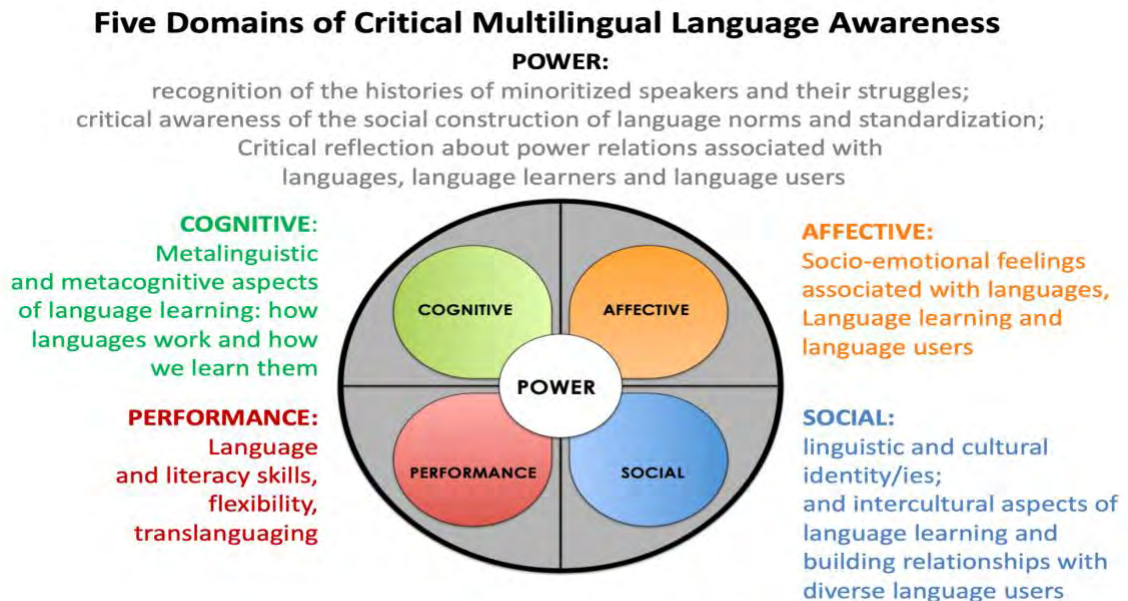 Five Domains of Critical Multilingual Language Awareness
POWER:
recognition of the histories of minoritized speakers and their struggles;
critical awareness of the social construction of language norms and standardization;
Critical reflection about power relations associated with
languages, language learners and language users
COGNITIVE:
Metalinguistic
and metacognitive aspects
of language learning: how
languages work and how
we learn them
AFFECTIVE:
Socio-emotional feelings
associated with languages,
Language learning and
language users
COGNITIVE
AFFECTIVE
POWER
PERFORMANCE
SOCIAL
PERFORMANCE:
Language
and literacy skills,
flexibility,
translanguaging
SOCIAL:
linguistic and cultural
identity/ies;
and intercultural aspects of
language learning and
building relationships with
diverse language users